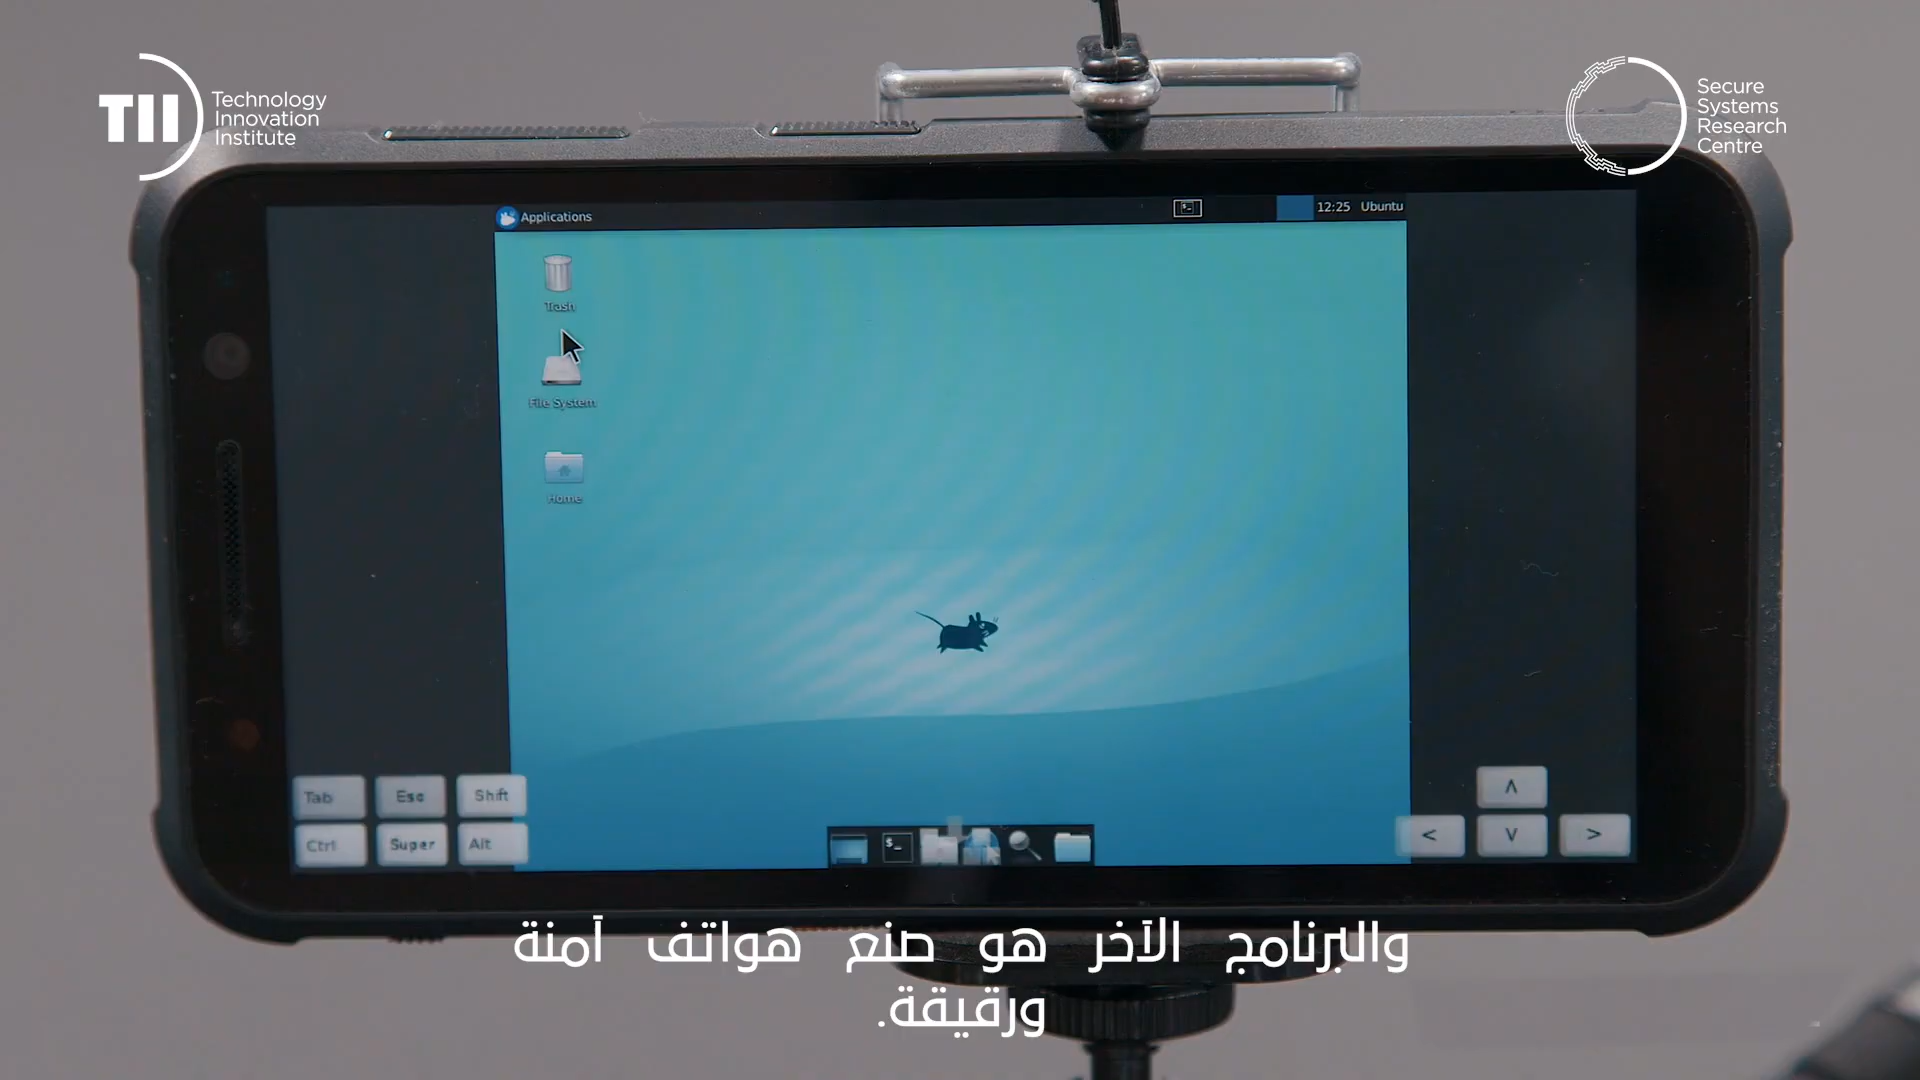 TII
Technology
Innovation
Institute
Secure
Systems
Research
Centre
Applications
12:25 Ubuntu
Trash
File System
Home
Tab Esc Shift
Ctrl Super Alt
والبرنامج الآخر هو صنع هواتف آمنة
ورقيقة.